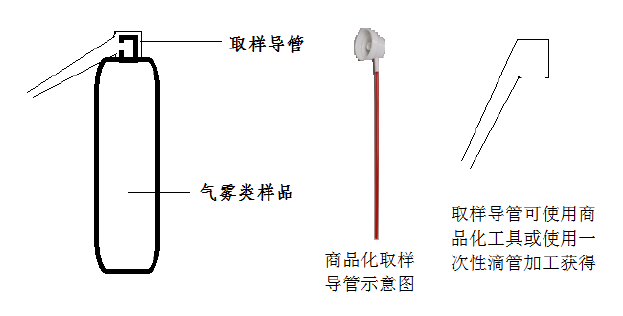 取样导管
气雾类样品
商品化取样
导管示意图
取样导管可使用商
品化工具或使用一
次性滴管加工获得